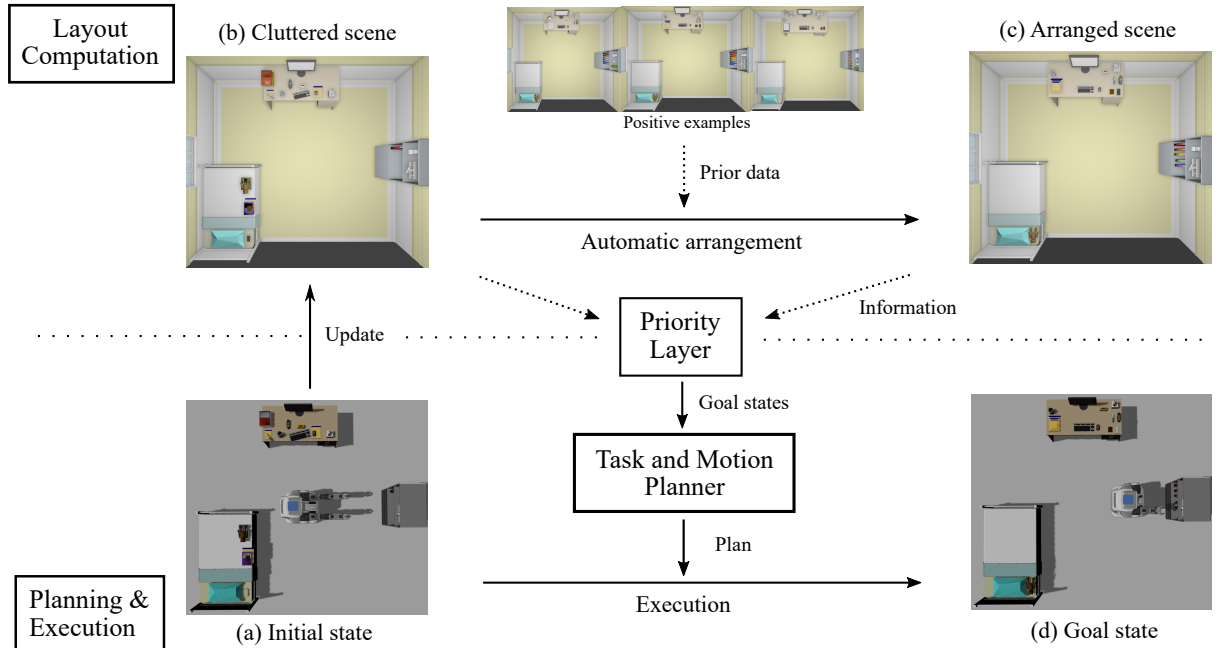 Layout
Computation
(b) Cluttered scene
Positive examples
(c) Arranged scene
Prior data
Automatic arrangement
Priority
Layer
Information
Update
Goal states
Task and Motion
Planner
Plan
Planning &
Execution
Execution
(a) Initial state
(d) Goal state